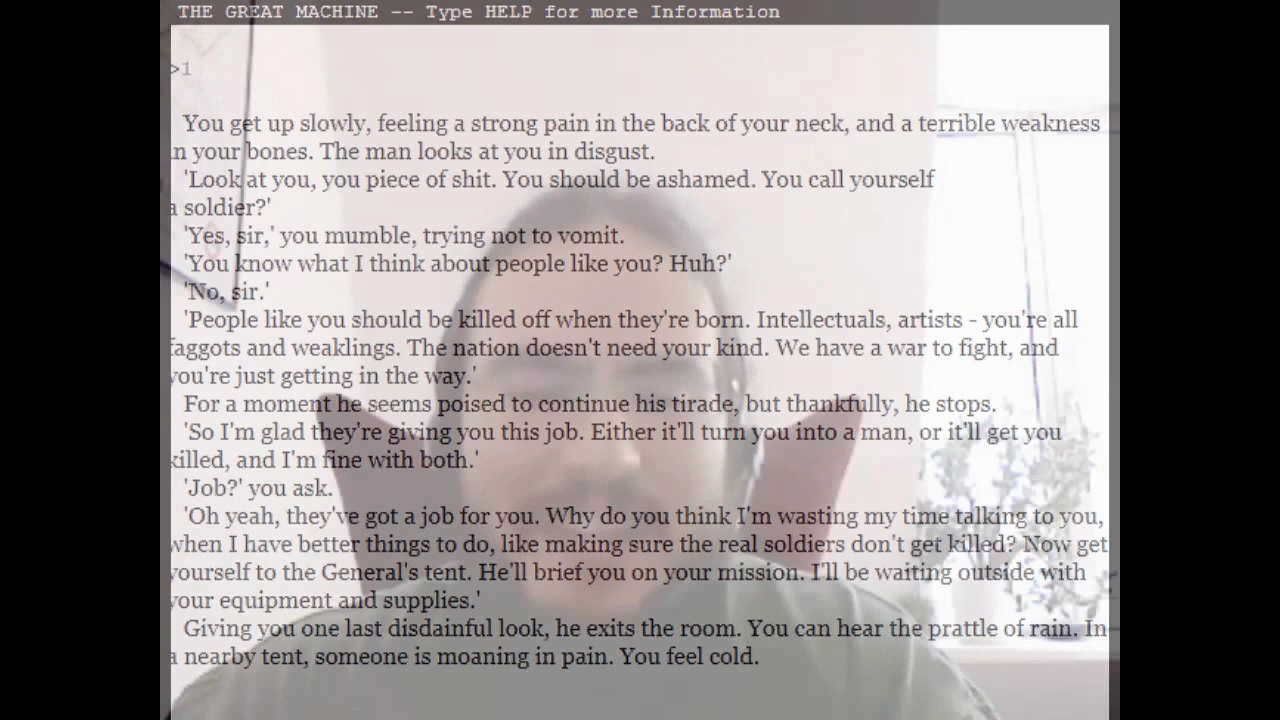 THE GREAT MACHINE -- Type HELP for more Information
>1
You get up slowly, feeling a strong pain in the back of your neck, and a terrible weakness
in your bones. The man looks at you in disgust.
'Look at you, you piece of shit. You should be ashamed. You call yourself
a soldier?'
'Yes, sir,' you mumble, trying not to vomit.
'You know what I think about people like you? Huh?'
'No, sir.'
'People like you should be killed off when they're born. Intellectuals, artists - you're all
faggots and weaklings. The nation doesn't need your kind. We have a war to fight, and
you're just getting in the way.'
For a moment he seems poised to continue his tirade, but thankfully, he stops.
'So I'm glad they're giving you this job. Either it'll turn you into a man, or it'll get you
killed, and I'm fine with both.'
'Job?' you ask.
'Oh yeah, they've got a job for you. Why do you think I'm wasting my time talking to you,
when I have better things to do, like making sure the real soldiers don't get killed? Now get
yourself to the General's tent. He'll brief you on your mission. I'll be waiting outside with
your equipment and supplies.'
Giving you one last disdainful look, he exits the room. You can hear the prattle of rain. In
a nearby tent, someone is moaning in pain. You feel cold.